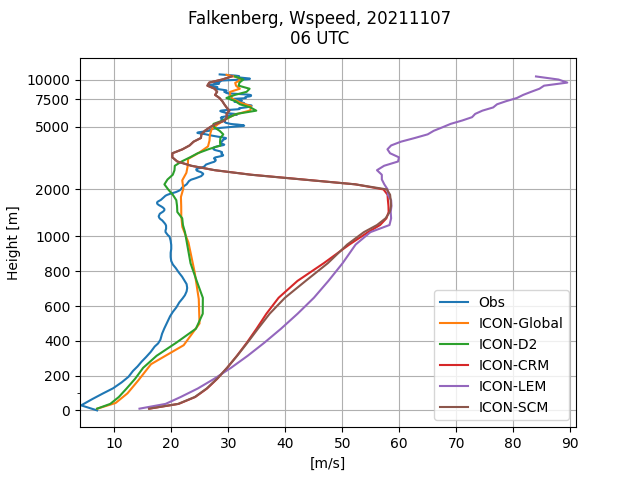 Falkenberg, Wspeed, 20211107
06 UTC
Height [m]
10000
7500
5000
2000
1000
800
600
400
200
0
10 20 30 40 50 60 70 80 90
[m/s]
Obs
ICON-Global
ICON-D2
ICON-CRM
ICON-LEM
ICON-SCM